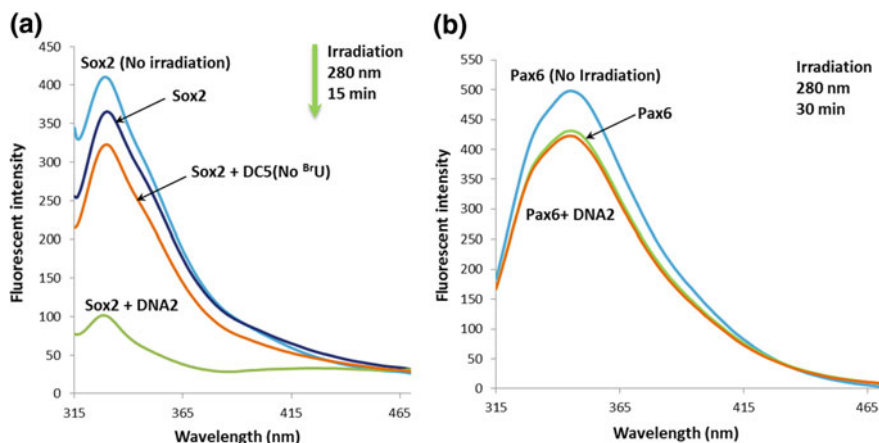 (a)
450
400
350
300
250
200
150
100
50
0
Fluorescent intensity
Sox2 (No irradiation)
Sox2
Sox2 + DC5(No ᴮʳU)
Sox2 + DNA2
Irradiation
280 nm
15 min
315
365
415
465
Wavelength (nm)
(b)
550
500
450
400
350
300
250
200
150
100
50
0
Fluorescent intensity
Pax6 (No Irradiation)
Pax6
Pax6+ DNA2
Irradiation
280 nm
30 min
315
365
415
465
Wavelength (nm)